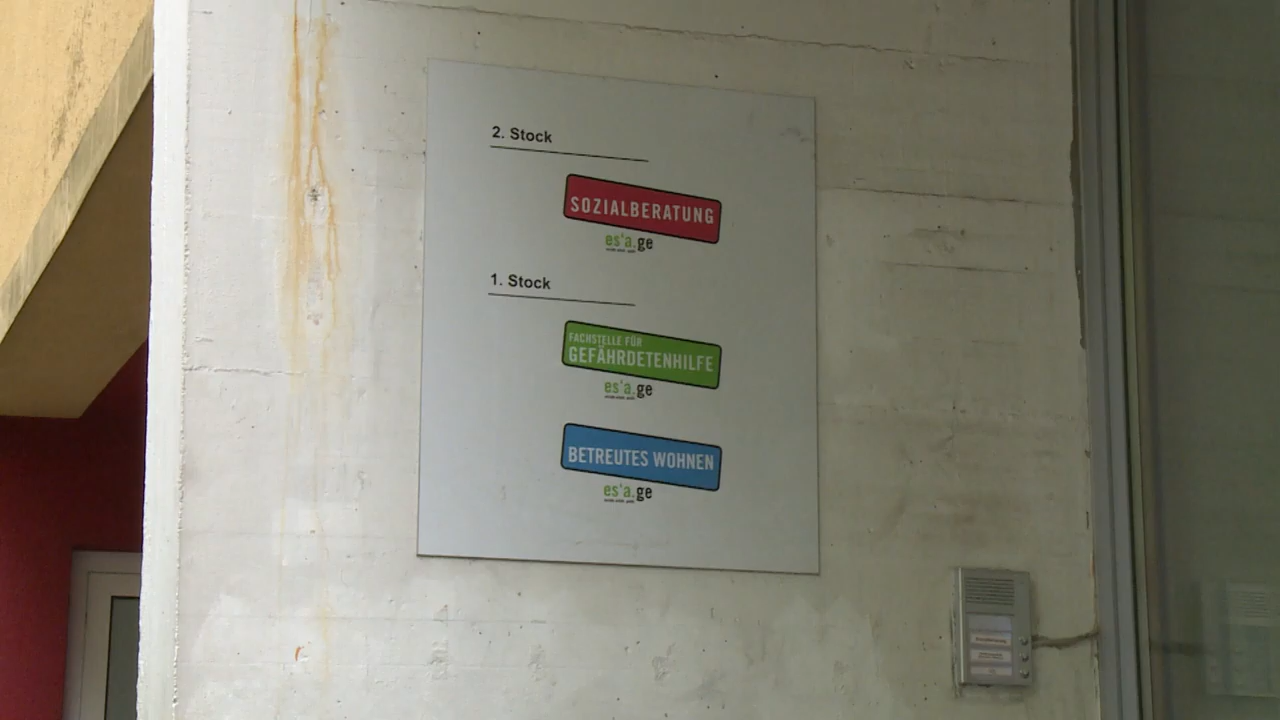 2. Stock
SOZIALBERATUNG
es'a.ge
1. Stock
FACHSTELLE FÜR
GEFÄHRDETENHILFE
es'a.ge
BETREUTES WOHNEN
es'a.ge